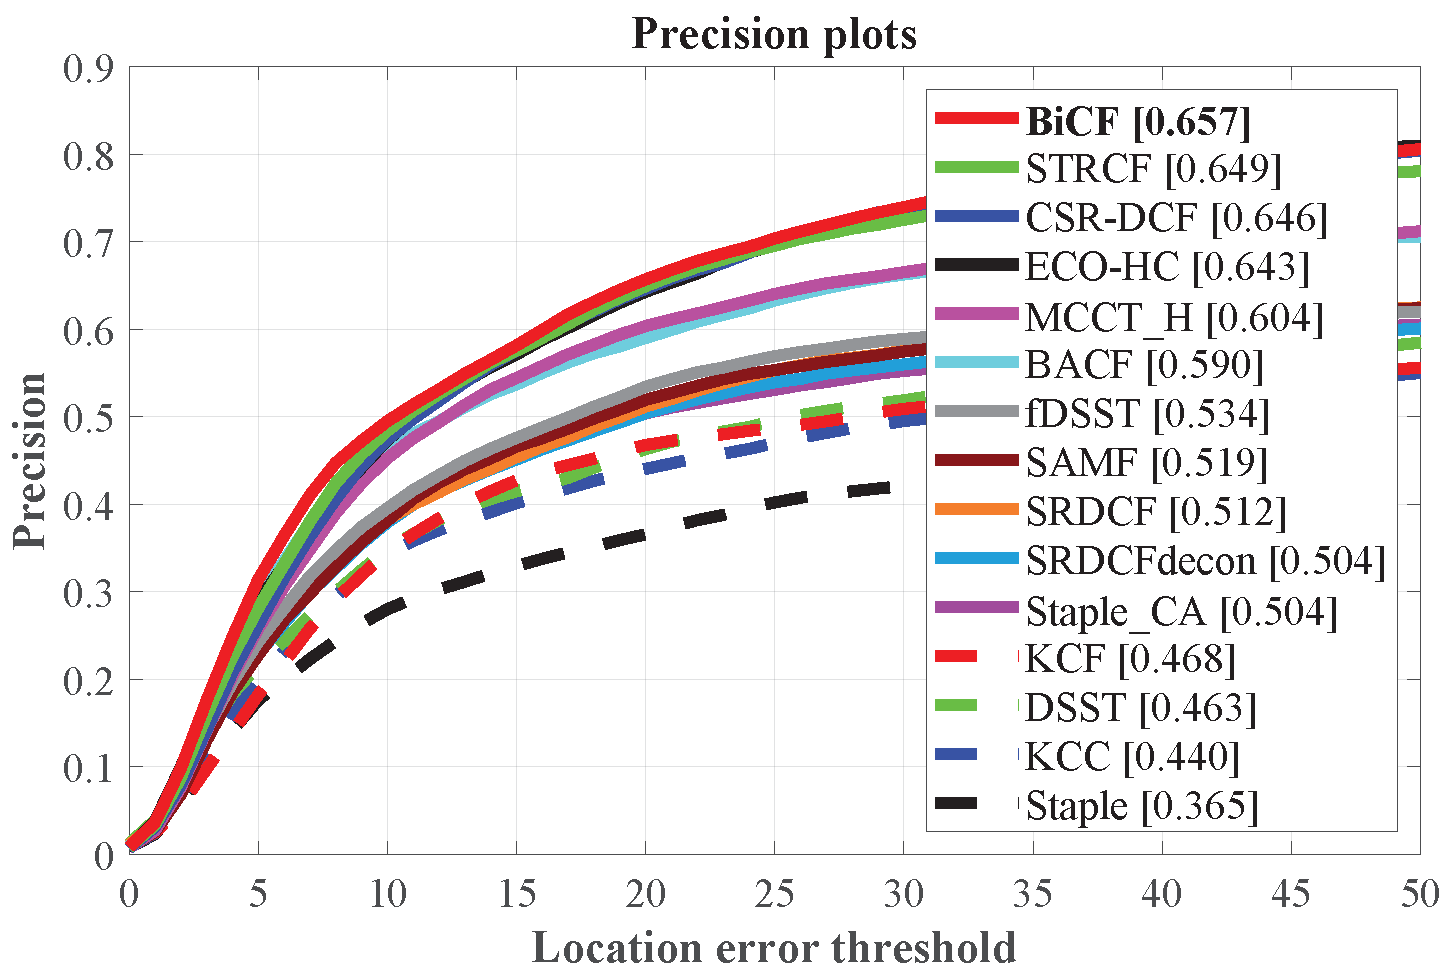 Precision plots
0.9
0.8
0.7
0.6
0.5
0.4
0.3
0.2
0.1
0
Precision
BiCF [0.657]
STRCF [0.649]
CSR-DCF [0.646]
ECO-HC [0.643]
MCCT_H [0.604]
BACF [0.590]
fDSST [0.534]
SAMF [0.519]
SRDCF [0.512]
SRDCFdecon [0.504]
Staple_CA [0.504]
KCF [0.468]
DSST [0.463]
KCC [0.440]
Staple [0.365]
0 5 10 15 20 25 30 35 40 45 50
Location error threshold